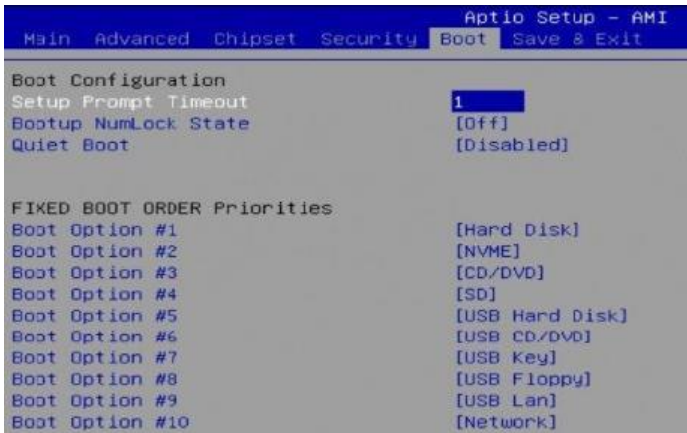 Aptio Setup - AMI
Main Advanced Chipset Security Boot Save & Exit
Boot Configuration
Setup Prompt Timeout 1
Bootup NumLock State [Off]
Quiet Boot [Disabled]
FIXED BOOT ORDER Priorities
Boot Option #1 [Hard Disk]
Boot Option #2 [NVME]
Boot Option #3 [CD/DVD]
Boot Option #4 [SD]
Boot Option #5 [USB Hard Disk]
Boot Option #6 [USB CD/DVD]
Boot Option #7 [USB Key]
Boot Option #8 [USB Floppy]
Boot Option #9 [USB Lan]
Boot Option #10 [Network]